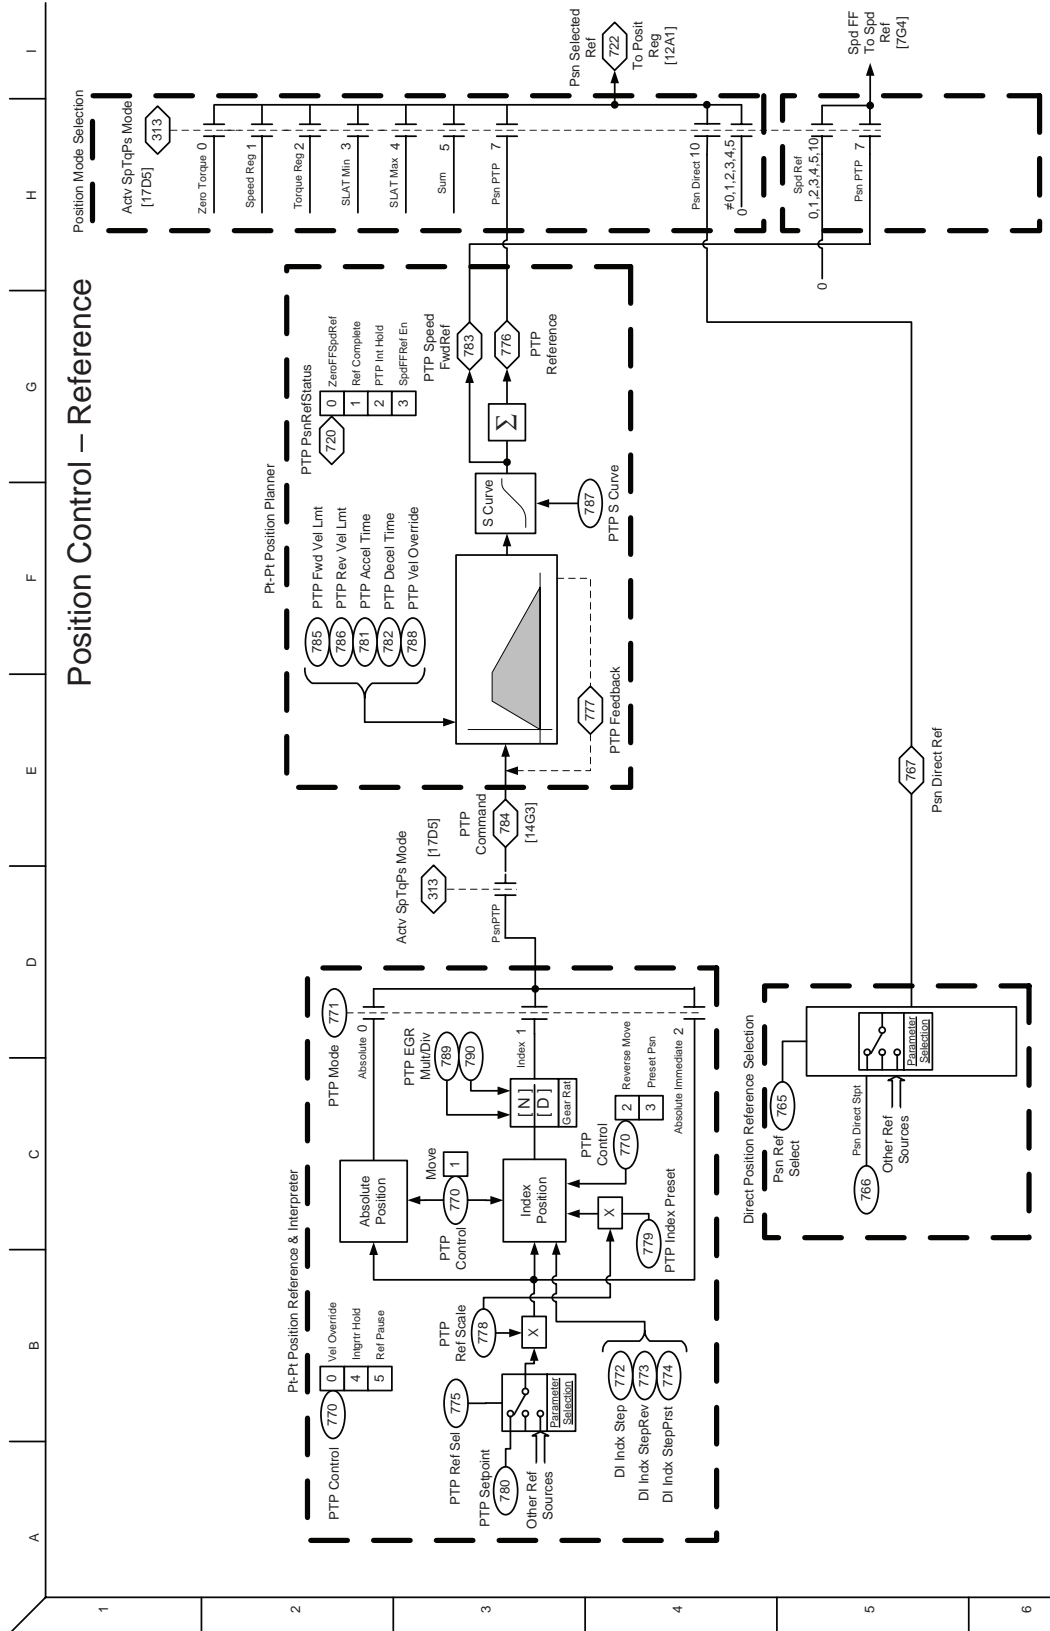 Position Control – Reference
A
B
C
D
E
F
G
H
I
1
2
3
4
5
6
Pt-Pt Position Reference & Interpreter
PTP Control
770
0 Vel Override
4 Intgrtr Hold
5 Ref Pause
PTP Ref Sel
775
PTP Setpoint
780
Other Ref
Sources
Parameter
Selection
PTP
Ref Scale
778
X
DI Indx Step
772
DI Indx StepRev
773
DI Indx StepPrst
774
Absolute
Position
PTP
Control
770
Move
1
Index
Position
X
779
PTP Index Preset
PTP
Control
770
2 Reverse Move
3 Preset Psn
PTP EGR
Mult/Div
789
790
[ N ]
[ D ]
Gear Rat
PTP Mode
771
Absolute 0
Index 1
Absolute Immediate 2
Actv SpTqPs Mode
313
[17D5]
PsnPTP
PTP
Command
784
[14G3]
Pt-Pt Position Planner
785 PTP Fwd Vel Lmt
786 PTP Rev Vel Lmt
781 PTP Accel Time
782 PTP Decel Time
788 PTP Vel Override
777
PTP Feedback
S Curve
787
PTP S Curve
Σ
PTP PsnRefStatus
720
0 ZeroFFSpdRef
1 Ref Complete
2 PTP Int Hold
3 SpdFFRef En
PTP Speed
FwdRef
783
776
PTP
Reference
Position Mode Selection
Actv SpTqPs Mode
[17D5]
313
Zero Torque 0
Speed Reg 1
Torque Reg 2
SLAT Min 3
SLAT Max 4
Sum 5
Psn PTP 7
Psn Direct 10
≠0,1,2,3,4,5
0
Psn Selected
Ref
722
To Posit
Reg
[12A1]
Spd Ref
0,1,2,3,4,5,10
0
Psn PTP 7
Spd FF
To Spd
Ref
[7G4]
Direct Position Reference Selection
Psn Ref
Select
765
Psn Direct Stpt
766
Other Ref
Sources
Parameter
Selection
767
Psn Direct Ref